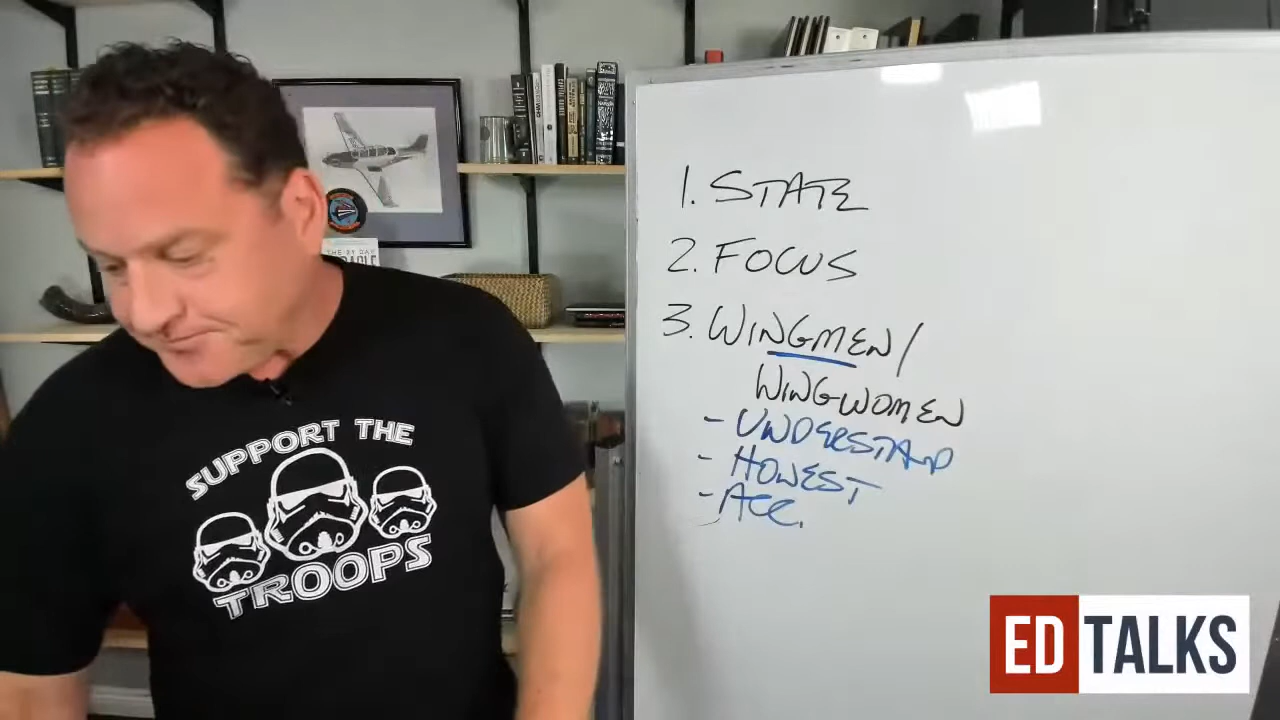 1. STATE
2. FOCUS
3. WINGMEN/
WINGWOMEN
- UNDERSTAND
- HONEST
- ACC.
SUPPORT THE
TROOPS
ED TALKS